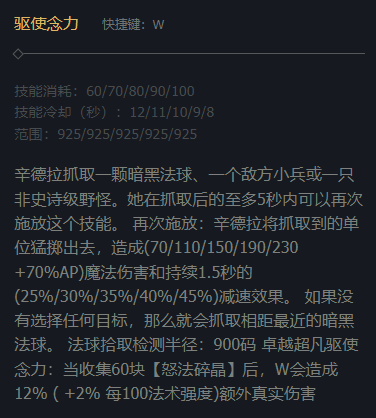 驱使念力 快捷键：W
技能消耗：60/70/80/90/100
技能冷却（秒）：12/11/10/9/8
范围：925/925/925/925/925
辛德拉抓取一颗暗黑法球、一个敌方小兵或一只
非史诗级野怪。她在抓取后的至多5秒内可以再次
施放这个技能。 再次施放：辛德拉将抓取到的单
位猛掷出去，造成(70/110/150/190/230
+70%AP)魔法伤害和持续1.5秒的
(25%/30%/35%/40%/45%)减速效果。 如果没
有选择任何目标，那么就会抓取相距最近的暗黑
法球。 法球拾取检测半径：900码 卓越超凡驱使
念力：当收集60块【怒法碎晶】后，W会造成
12% ( +2% 每100法术强度)额外真实伤害